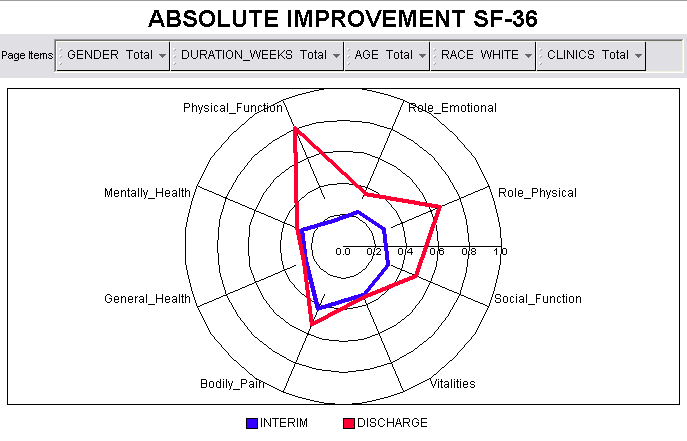 ABSOLUTE IMPROVEMENT SF-36
Page Items GENDER Total DURATION_WEEKS Total AGE Total RACE WHITE CLINICS Total
Physical_Function
Role_Emotional
Mentally_Health
Role_Physical
0.0 0.2 0.4 0.6 0.8 1.0
General_Health
Social_Function
Bodily_Pain
Vitalities
INTERIM DISCHARGE